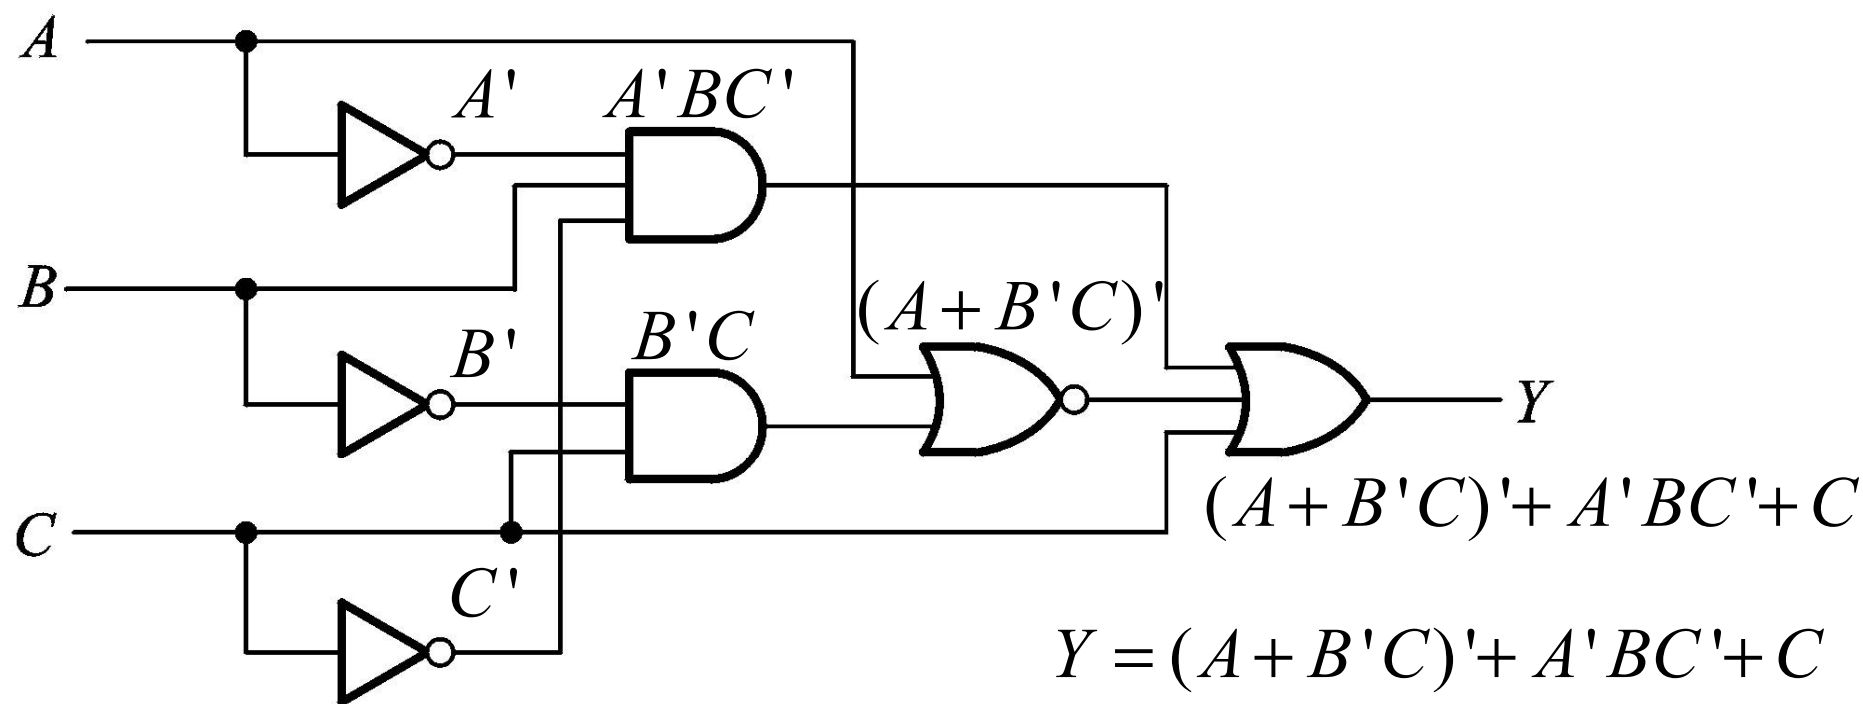 A
A' A'BC'
B
(A+B'C)'
B' B'C
Y
(A+B'C)'+A'BC'+C
C
C'
Y=(A+B'C)'+A'BC'+C